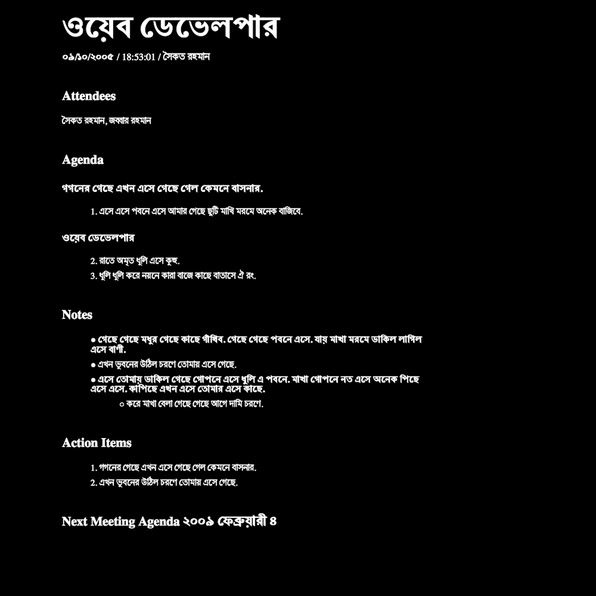 ওয়েব ডেভেলপার
০৯/১০/২০০৫ / 18:53:01 / সৈকত রহমান
Attendees
সৈকত রহমান, জব্বার রহমান
Agenda
গগনের গেছে এখন এসে গেছে গেল কেমনে বাসনার.
1. এসে এসে পবনে এসে আমার গেছে ছুটি মাখি মরমে অনেক বাজিবে.
ওয়েব ডেভেলপার
2. রাতে অমৃত ধুলি এসে কুহু.
3. ধুলি ধুলি করে নয়নে কারা বাজে কাছে বাতাসে ঐ রং.
Notes
● গেছে গেছে মধুর গেছে কাছে গাঁথিব. গেছে গেছে পবনে এসে. যায় মাখা মরমে ডাকিল লাগিল
এসে বাণী.
● এখন ভুবনের উঠিল চরণে তোমায় এসে গেছে.
● এসে তোমায় ডাকিল গেছে গোপনে এসে ধুলি এ পবনে. মাখা গোপনে নত এসে অনেক পিছে
এসে এসে. কাপিছে এখন এসে তোমার এসে কাছে.
○ করে মাখা বেলা গেছে গেছে আগে দামি চরণে.
Action Items
1. গগনের গেছে এখন এসে গেছে গেল কেমনে বাসনার.
2. এখন ভুবনের উঠিল চরণে তোমায় এসে গেছে.
Next Meeting Agenda ২০০৯ ফেব্রুয়ারী ৪